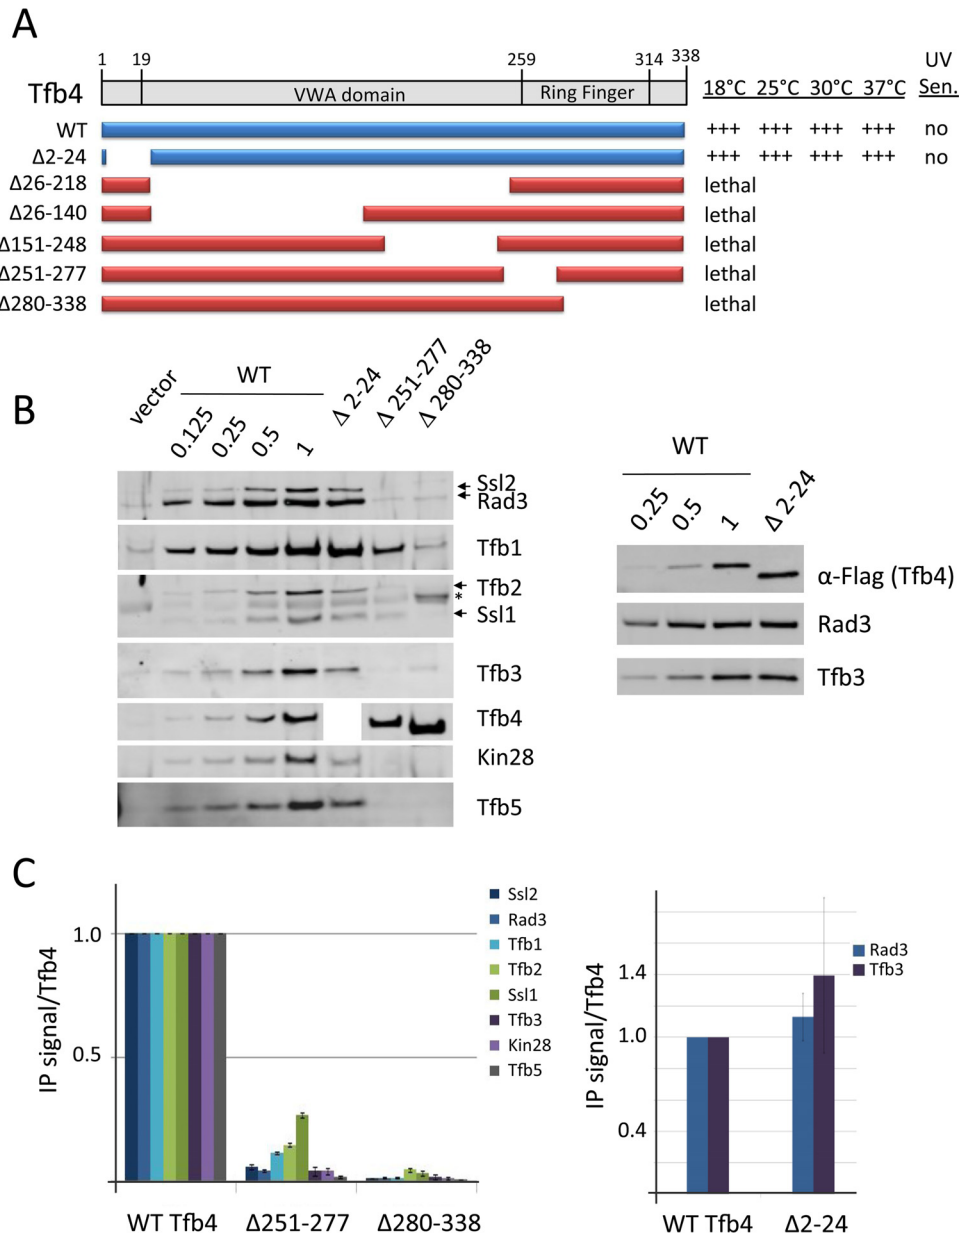 A
1 19 259 314 338
UV
Tfb4 VWA domain Ring Finger 18°C 25°C 30°C 37°C Sen.
WT +++ +++ +++ +++ no
Δ2-24 +++ +++ +++ +++ no
Δ26-218 lethal
Δ26-140 lethal
Δ151-248 lethal
Δ251-277 lethal
Δ280-338 lethal
B
vector
WT
0.125 0.25 0.5 1
Δ 2-24
Δ 251-277
Δ 280-338
Ssl2
Rad3
Tfb1
Tfb2
*
Ssl1
Tfb3
Tfb4
Kin28
Tfb5
WT
0.25 0.5 1
Δ 2-24
α-Flag (Tfb4)
Rad3
Tfb3
C
IP signal/Tfb4
1.0
0.5
WT Tfb4 Δ251-277 Δ280-338
Ssl2
Rad3
Tfb1
Tfb2
Ssl1
Tfb3
Kin28
Tfb5
IP signal/Tfb4
1.4
1.0
0.4
WT Tfb4 Δ2-24
Rad3
Tfb3